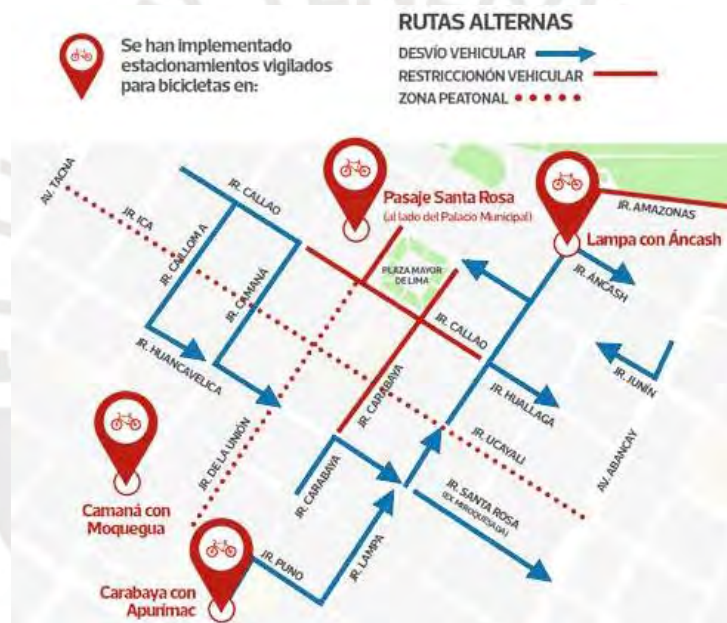 Se han implementado
estacionamientos vigilados
para bicicletas en:
RUTAS ALTERNAS
DESVÍO VEHICULAR
RESTRICCIONÓN VEHICULAR
ZONA PEATONAL
AV. TACNA
JR. ICA
JR. CALLAO
JR. CAILLOMA
JR. CAMANÁ
JR. HUANCAVELICA
Pasaje Santa Rosa
(al lado del Palacio Municipal)
PLAZA MAYOR
DE LIMA
JR. AMAZONAS
Lampa con Áncash
JR. ÁNCASH
JR. CALLAO
JR. CARABAYA
JR. HUALLAGA
JR. JUNÍN
JR. UCAYALI
AV. ABANCAY
JR. DE LA UNIÓN
JR. CARABAYA
JR. SANTA ROSA
(EX. MIROQUESADA)
Camaná con
Moquegua
JR. PUNO
JR. LAMPA
Carabaya con
Apurímac